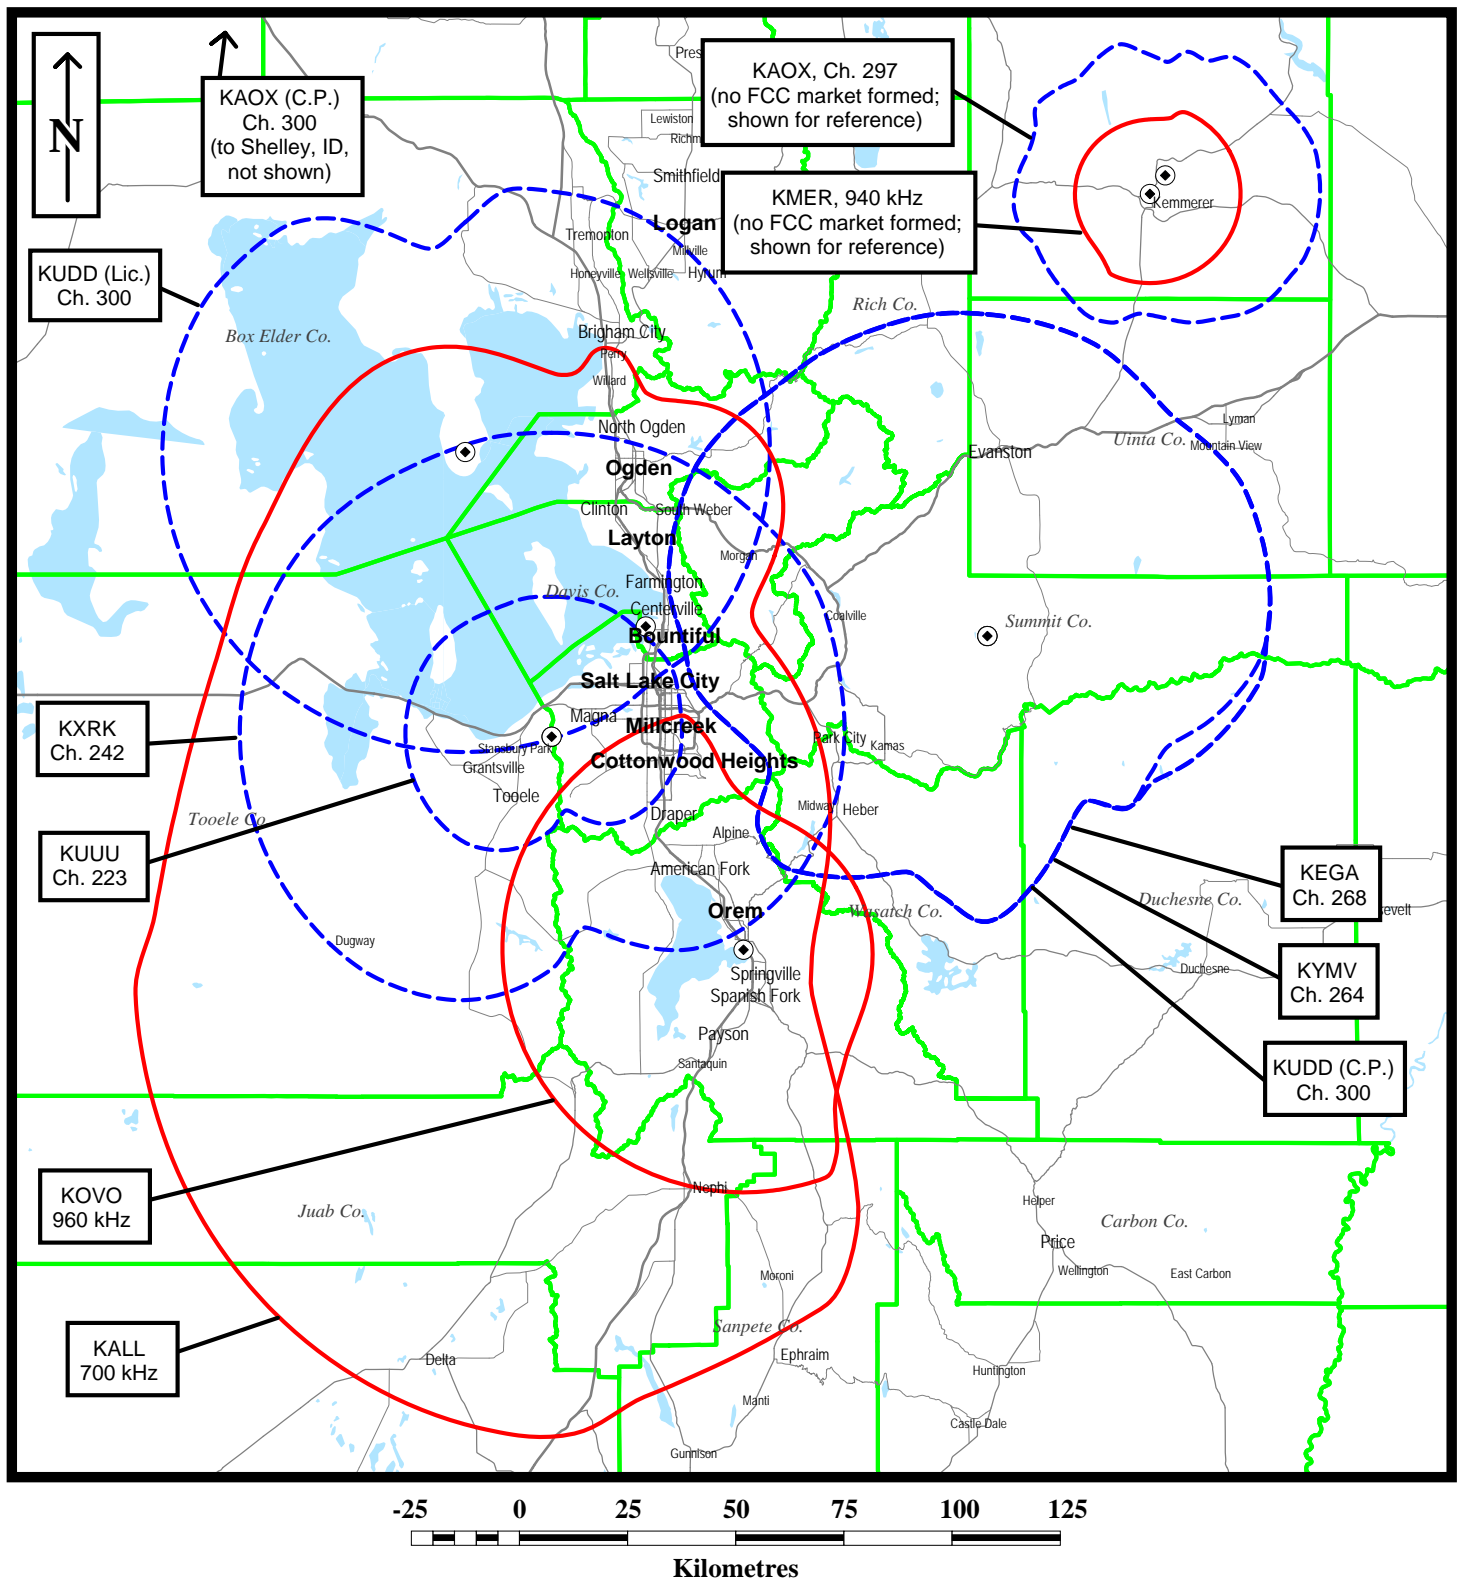 N
KAOX (C.P.)
Ch. 300
(to Shelley, ID,
not shown)
KAOX, Ch. 297
(no FCC market formed;
shown for reference)
KMER, 940 kHz
(no FCC market formed;
shown for reference)
KUDD (Lic.)
Ch. 300
KXRK
Ch. 242
KUUU
Ch. 223
KOVO
960 kHz
KALL
700 kHz
KEGA
Ch. 268
KYMV
Ch. 264
KUDD (C.P.)
Ch. 300
Pres
Lewiston
Richm
Smithfield
Logan
Tremonton
Millville
Honeyville
Wellsville
Hyrum
Kemmerer
Rich Co.
Box Elder Co.
Brigham City
Perry
Willard
North Ogden
Lyman
Uinta Co.
Mountain View
Evanston
Ogden
Clinton
South Weber
Layton
Morgan
Farmington
Davis Co.
Centerville
Coalville
Summit Co.
Bountiful
Salt Lake City
Magna
Millcreek
Stansbury Park
Park City
Kamas
Grantsville
Cottonwood Heights
Tooele
Tooele Co.
Draper
Midway
Heber
Alpine
American Fork
Orem
Wasatch Co.
Duchesne Co.
sevelt
Dugway
Springville
Duchesne
Spanish Fork
Payson
Santaquin
Nephi
Juab Co.
Helper
Carbon Co.
Price
Wellington
East Carbon
Moroni
Sanpete Co.
Delta
Ephraim
Huntington
Manti
Castle Dale
Gunnison
-25 0 25 50 75 100 125
Kilometres